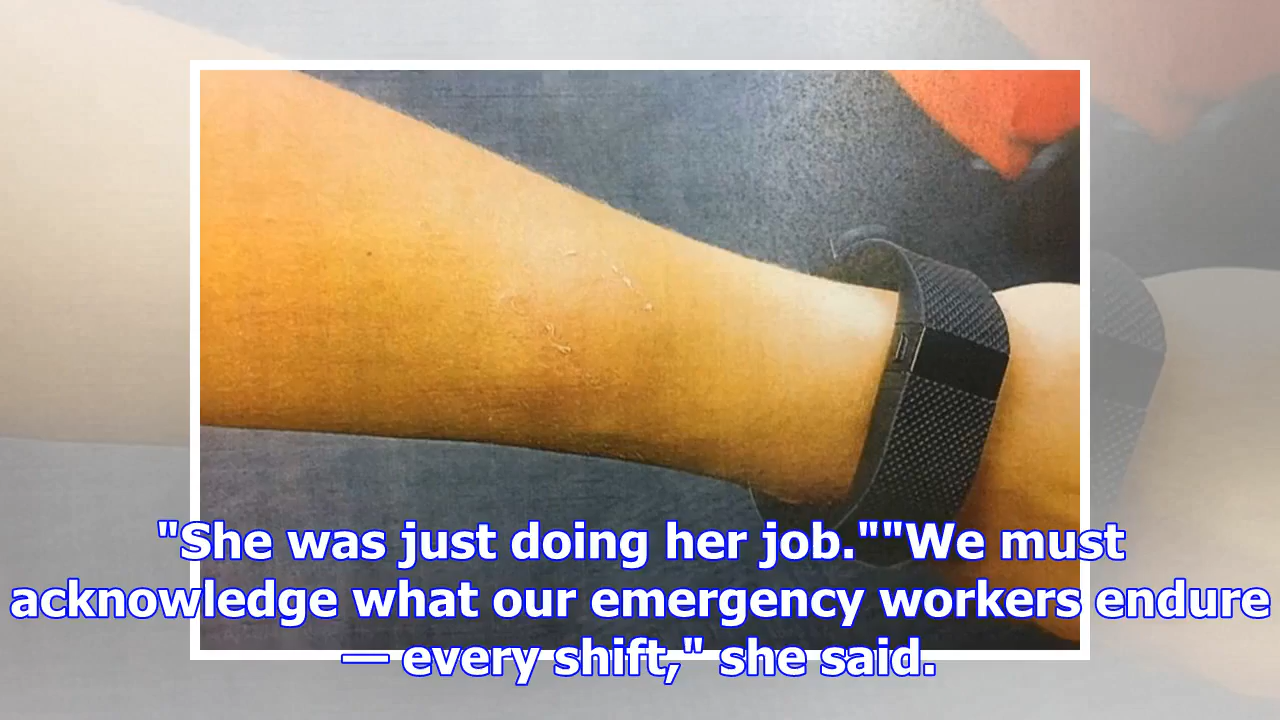 "She was just doing her job.""We must
acknowledge what our emergency workers endure
— every shift," she said.